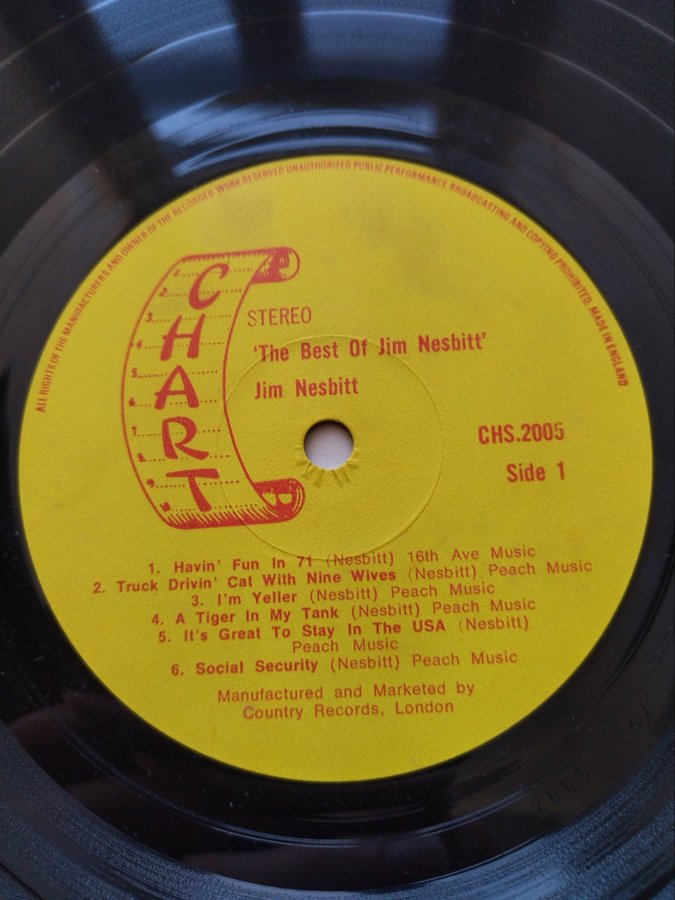 ALL RIGHTS OF THE MANUFACTURERS AND OWNER OF THE RECORDED WORK RESERVED UNAUTHORIZED PUBLIC PERFORMANCE BROADCASTING AND COPYING PROHIBITED. MADE IN ENGLAND
CHART
STEREO
'The Best Of Jim Nesbitt'
Jim Nesbitt
CHS.2005
Side 1
1. Havin' Fun In 71 (Nesbitt) 16th Ave Music
2. Truck Drivin' Cat With Nine Wives (Nesbitt) Peach Music
3. I'm Yeller (Nesbitt) Peach Music
4. A Tiger In My Tank (Nesbitt) Peach Music
5. It's Great To Stay In The USA (Nesbitt)
Peach Music
6. Social Security (Nesbitt) Peach Music
Manufactured and Marketed by
Country Records, London